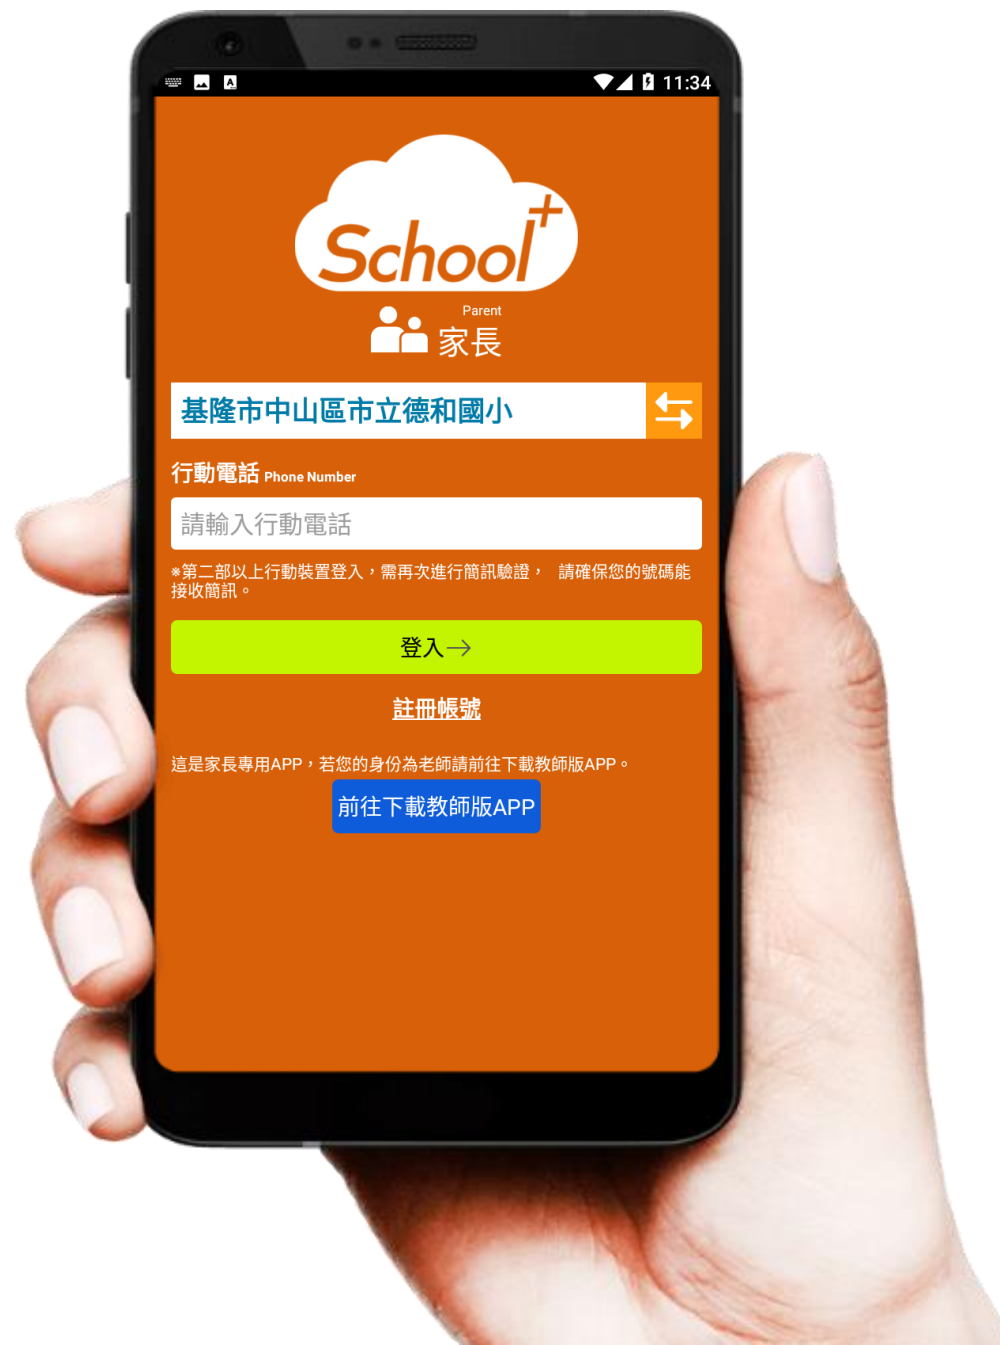 11:34
School+
Parent
家長
基隆市中山區市立德和國小
行動電話 Phone Number
請輸入行動電話
※第二部以上行動裝置登入，需再次進行簡訊驗證， 請確保您的號碼能
接收簡訊。
登入→
註冊帳號
這是家長專用APP，若您的身份為老師請前往下載教師版APP。
前往下載教師版APP